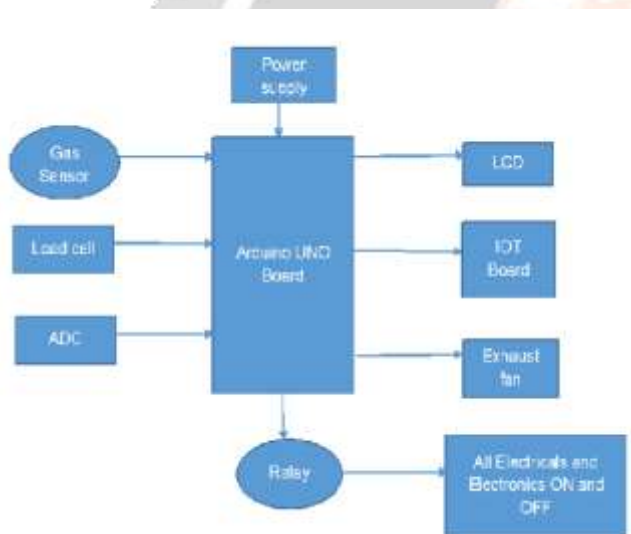 Power
supply
Gas
Sensor
LCD
Load cell
Arduino UNO
Board
IOT
Board
ADC
Exhaust
fan
Relay
All Electricals and
Electronics ON and
OFF